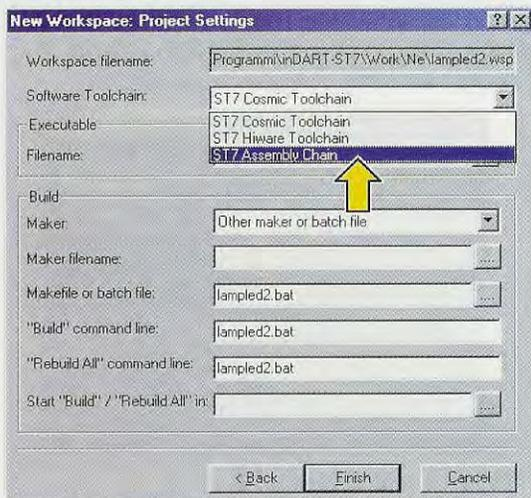 New Workspace: Project Settings
Workspace filename: Programmi\inDART-ST7\Work\Ne\lampled2.wsp
Software Toolchain: ST7 Cosmic Toolchain
ST7 Cosmic Toolchain
ST7 Hiware Toolchain
ST7 Assembly Chain
Executable
Filename:
Build
Maker: Other maker or batch file
Maker filename:
Makefile or batch file: lampled2.bat
"Build" command line: lampled2.bat
"Rebuild All" command line: lampled2.bat
Start "Build" / "Rebuild All" in:
< Back Finish Cancel